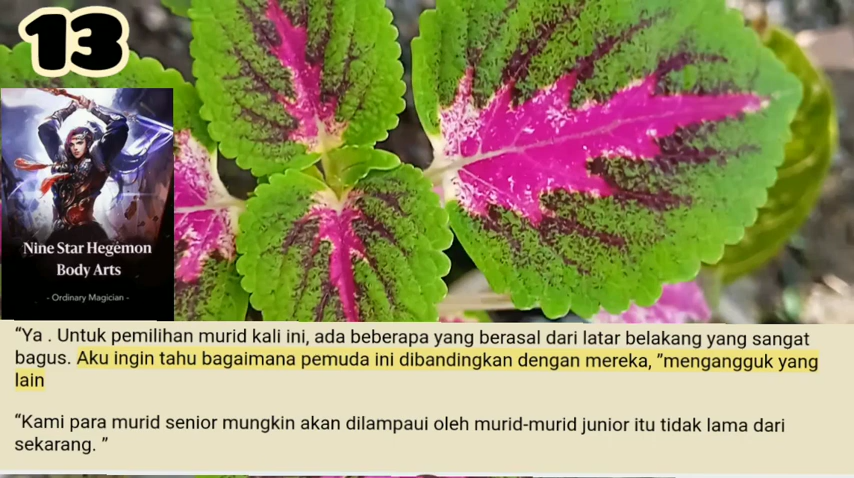 13
Nine Star Hegemon
Body Arts
- Ordinary Magician -
“Ya . Untuk pemilihan murid kali ini, ada beberapa yang berasal dari latar belakang yang sangat
bagus. Aku ingin tahu bagaimana pemuda ini dibandingkan dengan mereka, ”mengangguk yang
lain
“Kami para murid senior mungkin akan dilampaui oleh murid-murid junior itu tidak lama dari
sekarang. ”